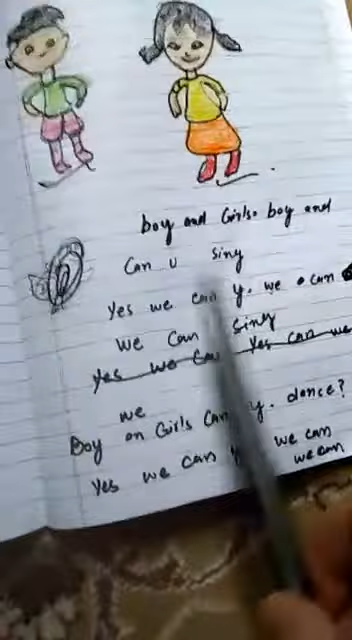 boy and Girls. boy and
Can u sing
Yes we can y. we can
We can sing
yes we can yes can we
we
Boy an Girls Can y. dance?
Yes we can y we can
we can